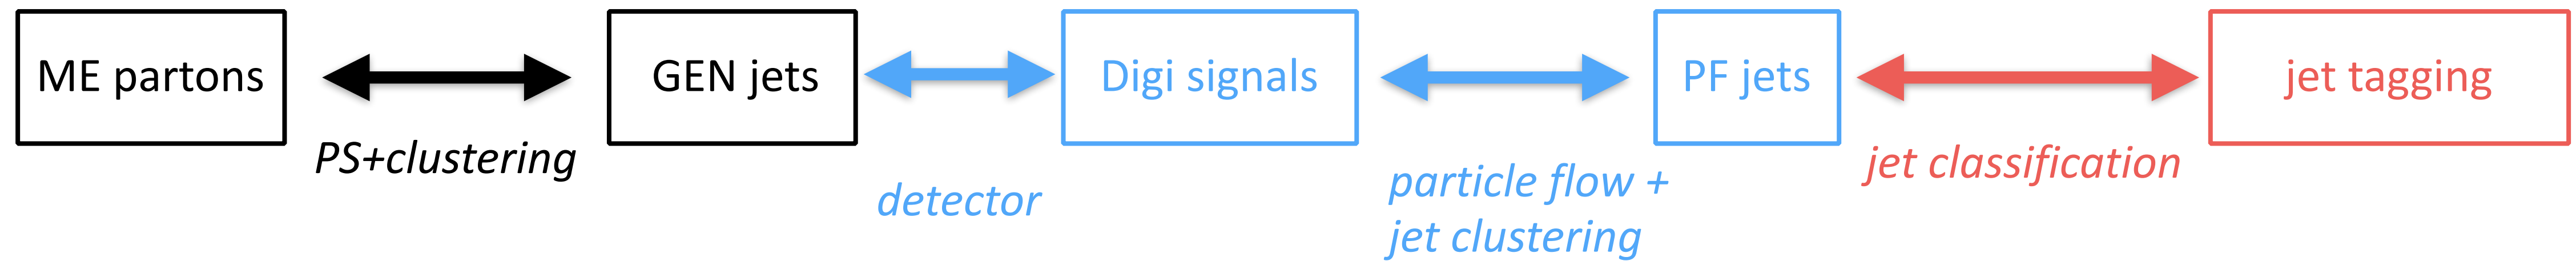 ME partons
GEN jets
Digi signals
PF jets
jet tagging
PS+clustering
detector
particle flow +
jet clustering
jet classification